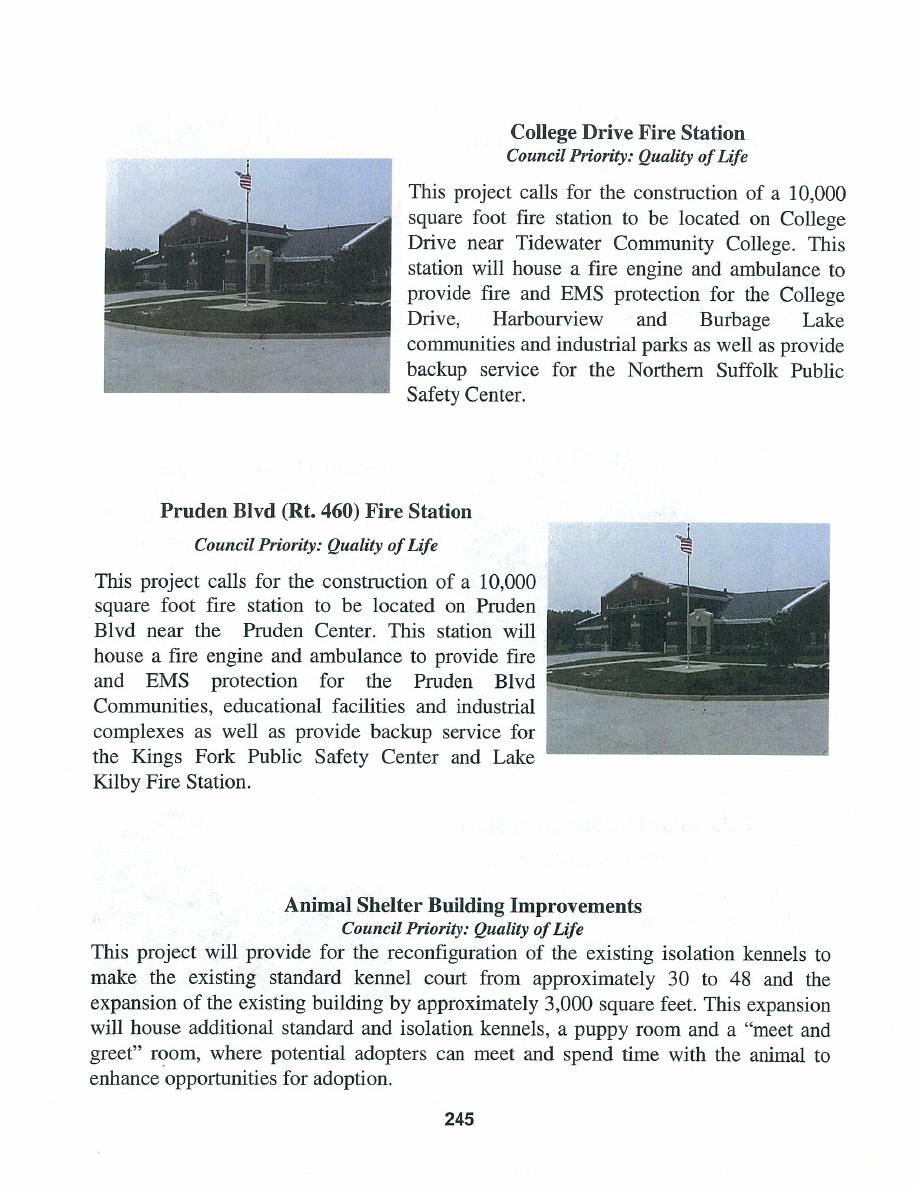 College Drive Fire Station
Council Priority: Quality of Life
This project calls for the construction of a 10,000
square foot fire station to be located on College
Drive near Tidewater Community College. This
station will house a fire engine and ambulance to
provide fire and EMS protection for the College
Drive, Harbourview and Burbage Lake
communities and industrial parks as well as provide
backup service for the Northern Suffolk Public
Safety Center.
Pruden Blvd (Rt. 460) Fire Station
Council Priority: Quality of Life
This project calls for the construction of a 10,000
square foot fire station to be located on Pruden
Blvd near the Pruden Center. This station will
house a fire engine and ambulance to provide fire
and EMS protection for the Pruden Blvd
Communities, educational facilities and industrial
complexes as well as provide backup service for
the Kings Fork Public Safety Center and Lake
Kilby Fire Station.
Animal Shelter Building Improvements
Council Priority: Quality of Life
This project will provide for the reconfiguration of the existing isolation kennels to
make the existing standard kennel court from approximately 30 to 48 and the
expansion of the existing building by approximately 3,000 square feet. This expansion
will house additional standard and isolation kennels, a puppy room and a “meet and
greet” room, where potential adopters can meet and spend time with the animal to
enhance opportunities for adoption.
245